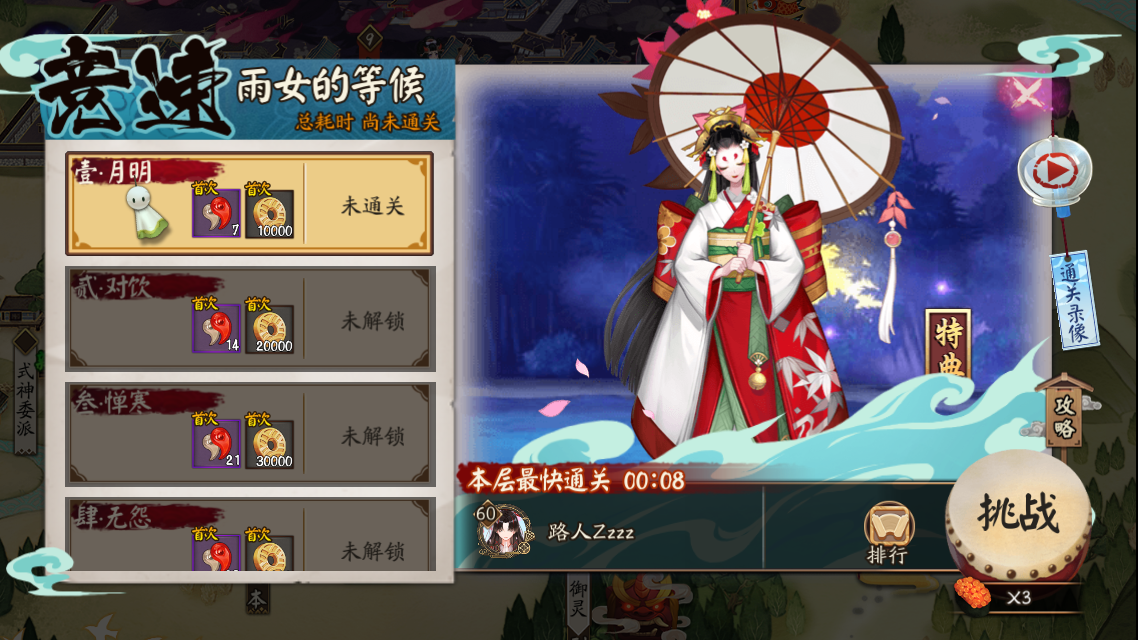 9
竞速
雨女的等候
总耗时 尚未通关
壹·月明
首次
7
首次
10000
未通关
贰·对饮
首次
14
首次
20000
未解锁
叁·惮寒
首次
21
首次
30000
未解锁
肆·无怨
首次
首次
未解锁
特典
通关录像
攻略
本层最快通关 00:08
60
路人Zzzz
排行
挑战
X3
式神委派
本
御灵